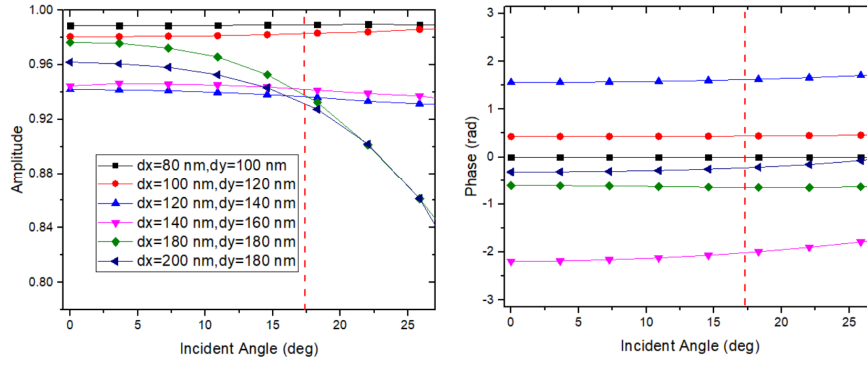 1.00
0.96
0.92
0.88
0.84
0.80
Amplitude
dx=80 nm,dy=100 nm
dx=100 nm,dy=120 nm
dx=120 nm,dy=140 nm
dx=140 nm,dy=160 nm
dx=180 nm,dy=180 nm
dx=200 nm,dy=180 nm
0 5 10 15 20 25
Incident Angle (deg)
3
2
1
0
-1
-2
-3
Phase (rad)
0 5 10 15 20 25
Incident Angle (deg)